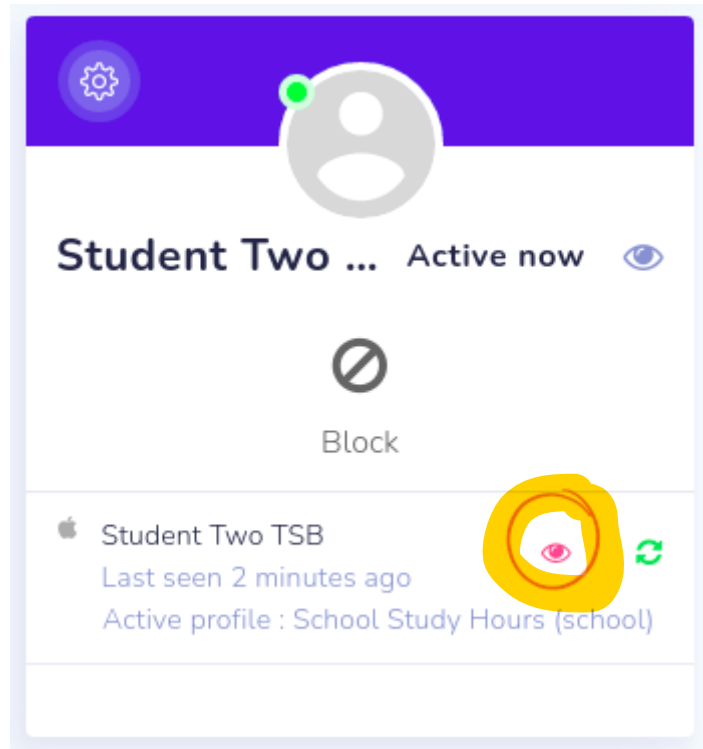 Student Two ... Active now
Block
Student Two TSB
Last seen 2 minutes ago
Active profile : School Study Hours (school)